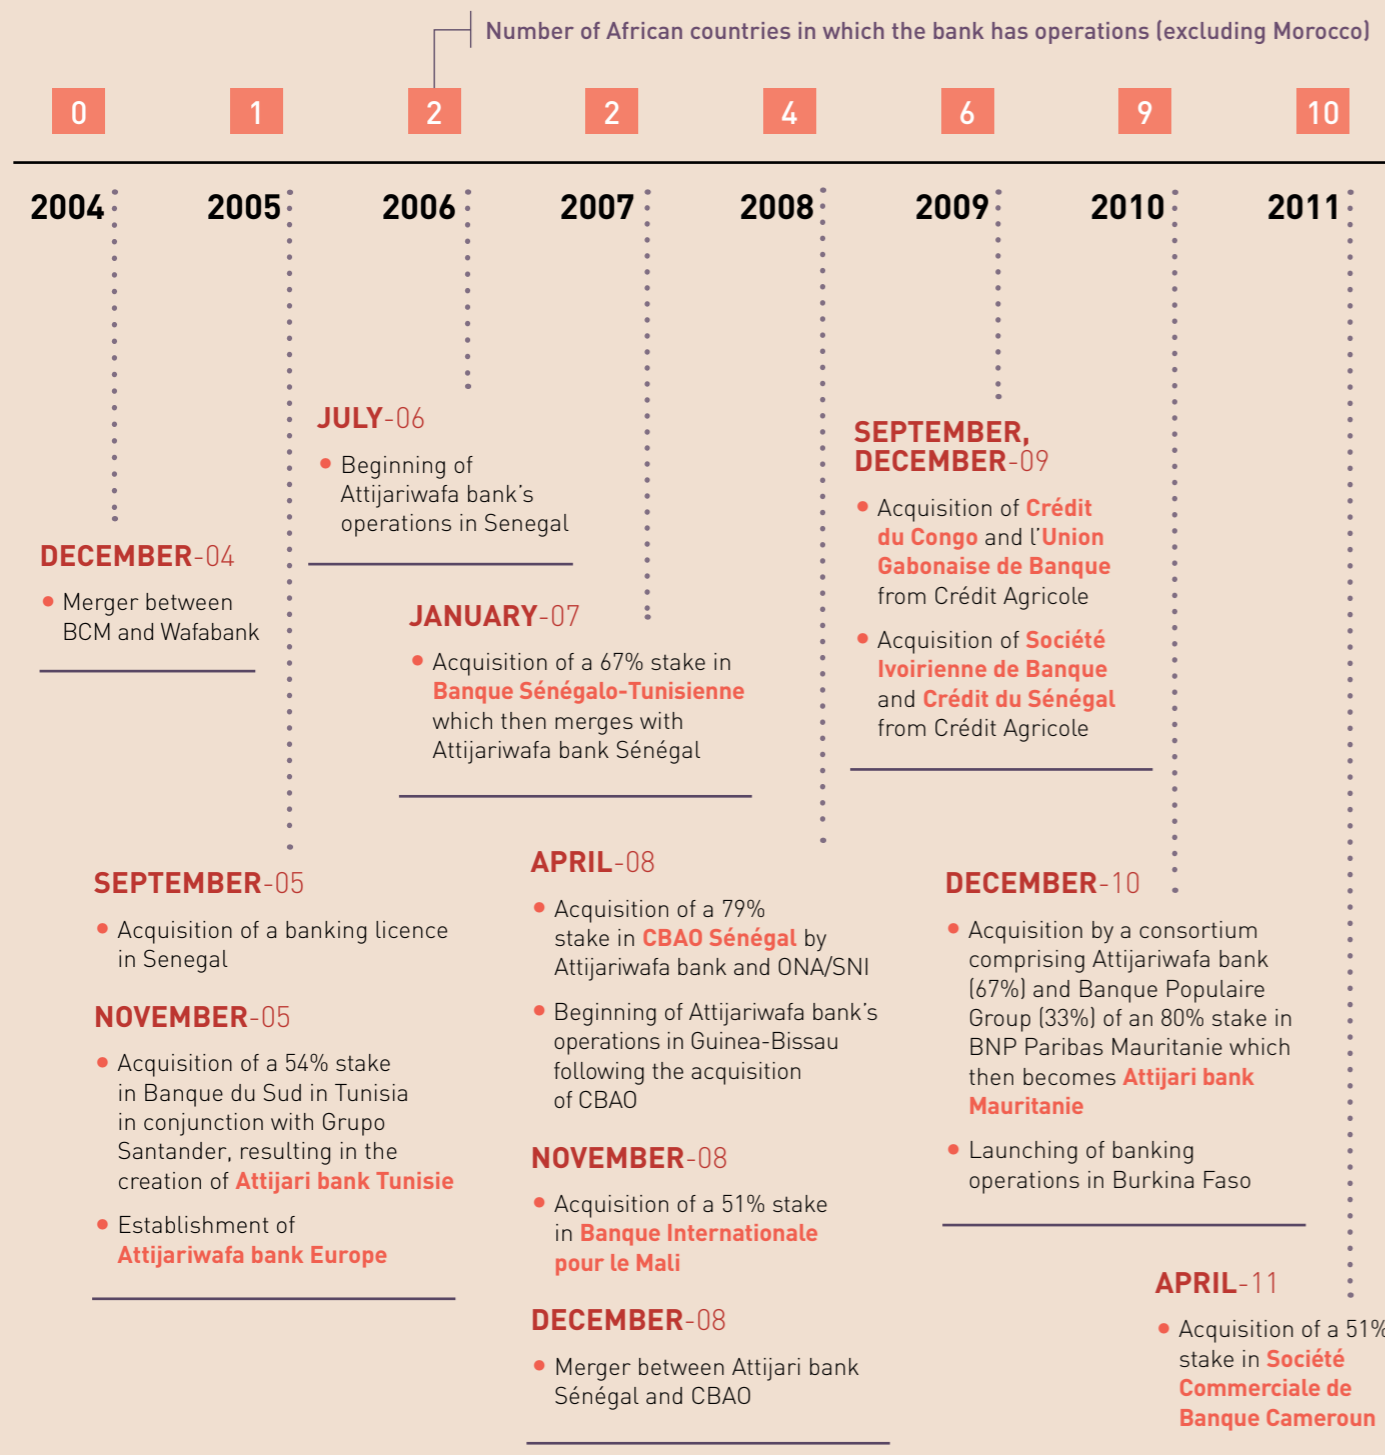 Number of African countries in which the bank has operations (excluding Morocco)
0 1 2 2 4 6 9 10
2004 2005 2006 2007 2008 2009 2010 2011
DECEMBER-04
• Merger between
BCM and Wafabank
SEPTEMBER-05
• Acquisition of a banking licence
in Senegal
NOVEMBER-05
• Acquisition of a 54% stake
in Banque du Sud in Tunisia
in conjunction with Grupo
Santander, resulting in the
creation of Attijari bank Tunisie
• Establishment of
Attijariwafa bank Europe
JULY-06
• Beginning of
Attijariwafa bank’s
operations in Senegal
JANUARY-07
• Acquisition of a 67% stake in
Banque Sénégalo-Tunisienne
which then merges with
Attijariwafa bank Sénégal
APRIL-08
• Acquisition of a 79%
stake in CBAO Sénégal by
Attijariwafa bank and ONA/SNI
• Beginning of Attijariwafa bank’s
operations in Guinea-Bissau
following the acquisition
of CBAO
NOVEMBER-08
• Acquisition of a 51% stake
in Banque Internationale
pour le Mali
DECEMBER-08
• Merger between Attijari bank
Sénégal and CBAO
SEPTEMBER,
DECEMBER-09
• Acquisition of Crédit
du Congo and l’Union
Gabonaise de Banque
from Crédit Agricole
• Acquisition of Société
Ivoirienne de Banque
and Crédit du Sénégal
from Crédit Agricole
DECEMBER-10
• Acquisition by a consortium
comprising Attijariwafa bank
(67%) and Banque Populaire
Group (33%) of an 80% stake in
BNP Paribas Mauritanie which
then becomes Attijari bank
Mauritanie
• Launching of banking
operations in Burkina Faso
APRIL-11
• Acquisition of a 51%
stake in Société
Commerciale de
Banque Cameroun